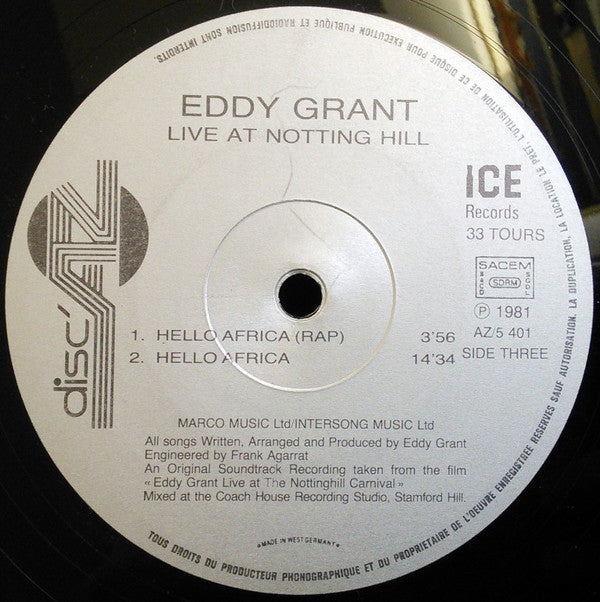 EDDY GRANT
LIVE AT NOTTING HILL
disc' AZ
ICE
Records
33 TOURS
SACEM
SACD
SDRM
SGDL
Ⓟ 1981
AZ/5 401
SIDE THREE
1. HELLO AFRICA (RAP) 3'56
2. HELLO AFRICA 14'34
MARCO MUSIC Ltd/INTERSONG MUSIC Ltd
All songs Written, Arranged and Produced by Eddy Grant
Engineered by Frank Agarrat
An Original Soundtrack Recording taken from the film
« Eddy Grant Live at The Nottinghill Carnival »
Mixed at the Coach House Recording Studio, Stamford Hill.
MADE IN WEST GERMANY
TOUS DROITS DU PRODUCTEUR PHONOGRAPHIQUE ET DU PROPRIETAIRE DE L'OEUVRE ENREGISTREE RESERVES SAUF AUTORISATION, LA DUPLICATION, LA LOCATION, LE PRET, L'UTILISATION DE CE DISQUE POUR EXECUTION PUBLIQUE ET RADIODIFFUSION SONT INTERDITS.